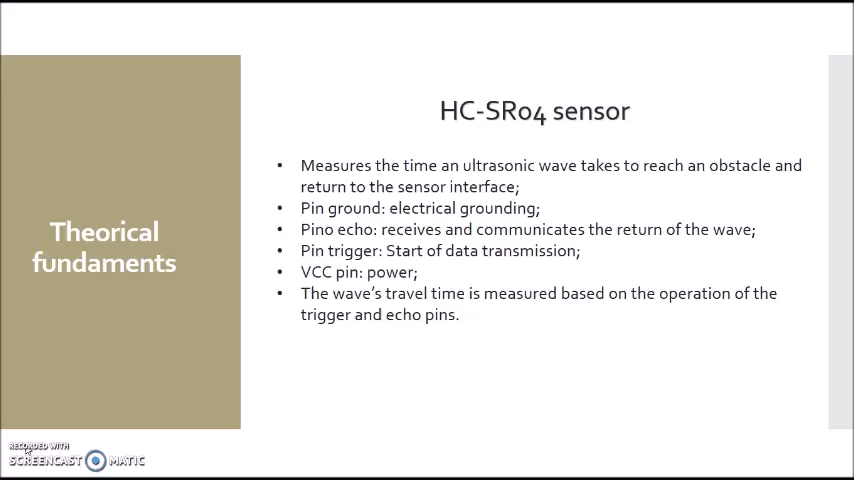 Theorical
fundaments
HC-SR04 sensor
• Measures the time an ultrasonic wave takes to reach an obstacle and
return to the sensor interface;
• Pin ground: electrical grounding;
• Pino echo: receives and communicates the return of the wave;
• Pin trigger: Start of data transmission;
• VCC pin: power;
• The wave’s travel time is measured based on the operation of the
trigger and echo pins.
RECORDED WITH
SCREENCAST MATIC